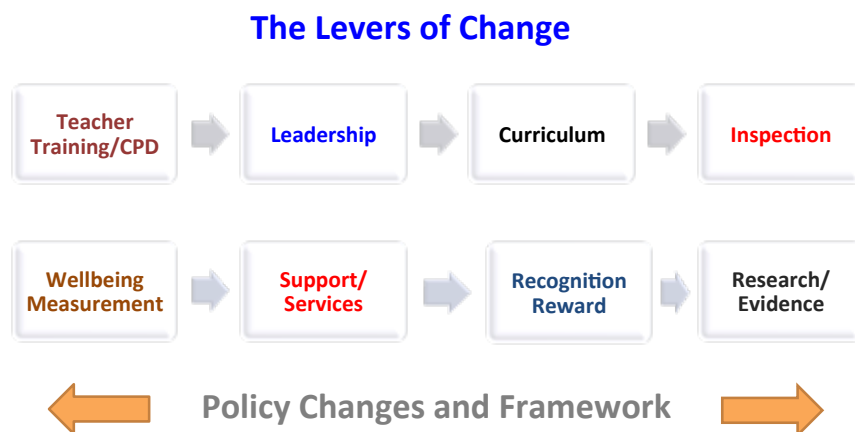 The Levers of Change
Teacher
Training/CPD
Leadership
Curriculum
Inspection
Wellbeing
Measurement
Support/
Services
Recognition
Reward
Research/
Evidence
Policy Changes and Framework